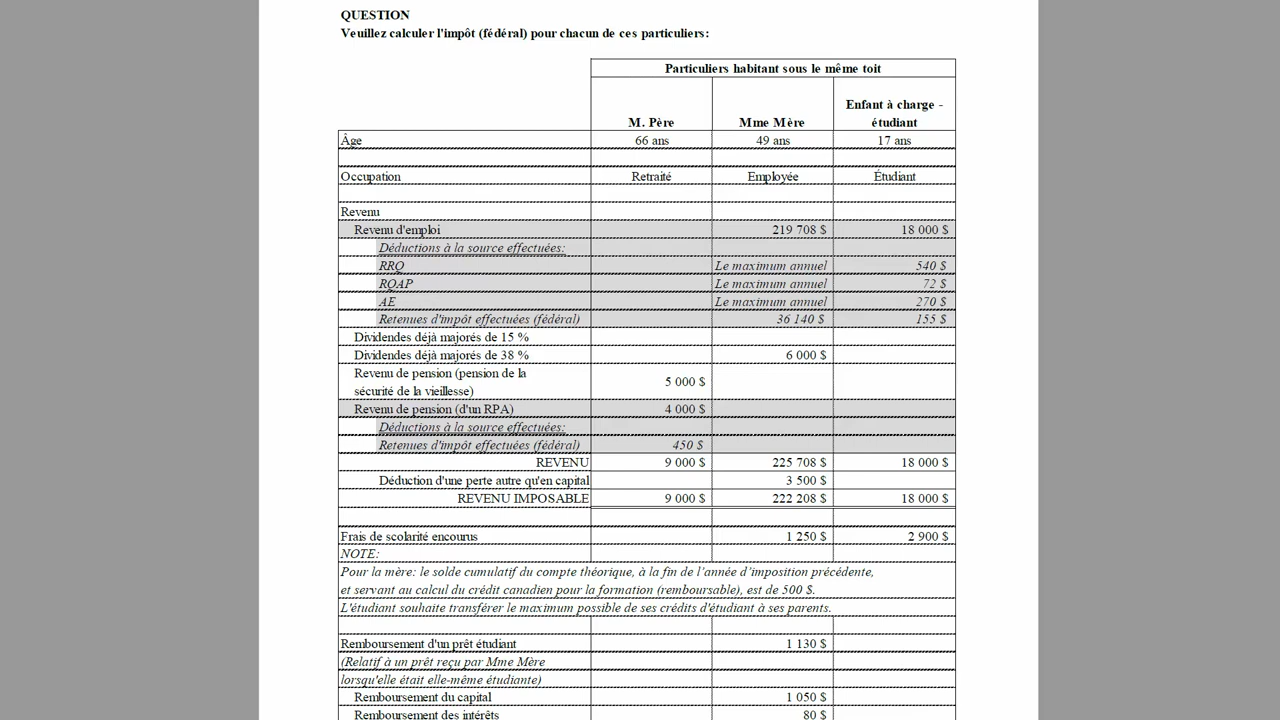 QUESTION
Veuillez calculer l'impôt (fédéral) pour chacun de ces particuliers:
Particuliers habitant sous le même toit
M. Père Mme Mère Enfant à charge - étudiant
Âge 66 ans 49 ans 17 ans
Occupation Retraité Employée Étudiant
Revenu
Revenu d'emploi 219 708 $ 18 000 $
Déductions à la source effectuées:
RRQ Le maximum annuel 540 $
RQAP Le maximum annuel 72 $
AE Le maximum annuel 270 $
Retenues d'impôt effectuées (fédéral) 36 140 $ 155 $
Dividendes déjà majorés de 15 %
Dividendes déjà majorés de 38 % 6 000 $
Revenu de pension (pension de la
sécurité de la vieillesse) 5 000 $
Revenu de pension (d'un RPA) 4 000 $
Déductions à la source effectuées:
Retenues d'impôt effectuées (fédéral) 450 $
REVENU 9 000 $ 225 708 $ 18 000 $
Déduction d'une perte autre qu'en capital 3 500 $
REVENU IMPOSABLE 9 000 $ 222 208 $ 18 000 $
Frais de scolarité encourus 1 250 $ 2 900 $
NOTE:
Pour la mère: le solde cumulatif du compte théorique, à la fin de l'année d'imposition précédente,
et servant au calcul du crédit canadien pour la formation (remboursable), est de 500 $.
L'étudiant souhaite transférer le maximum possible de ses crédits d'étudiant à ses parents.
Remboursement d'un prêt étudiant 1 130 $
(Relatif à un prêt reçu par Mme Mère
lorsqu'elle était elle-même étudiante)
Remboursement du capital 1 050 $
Remboursement des intérêts 80 $